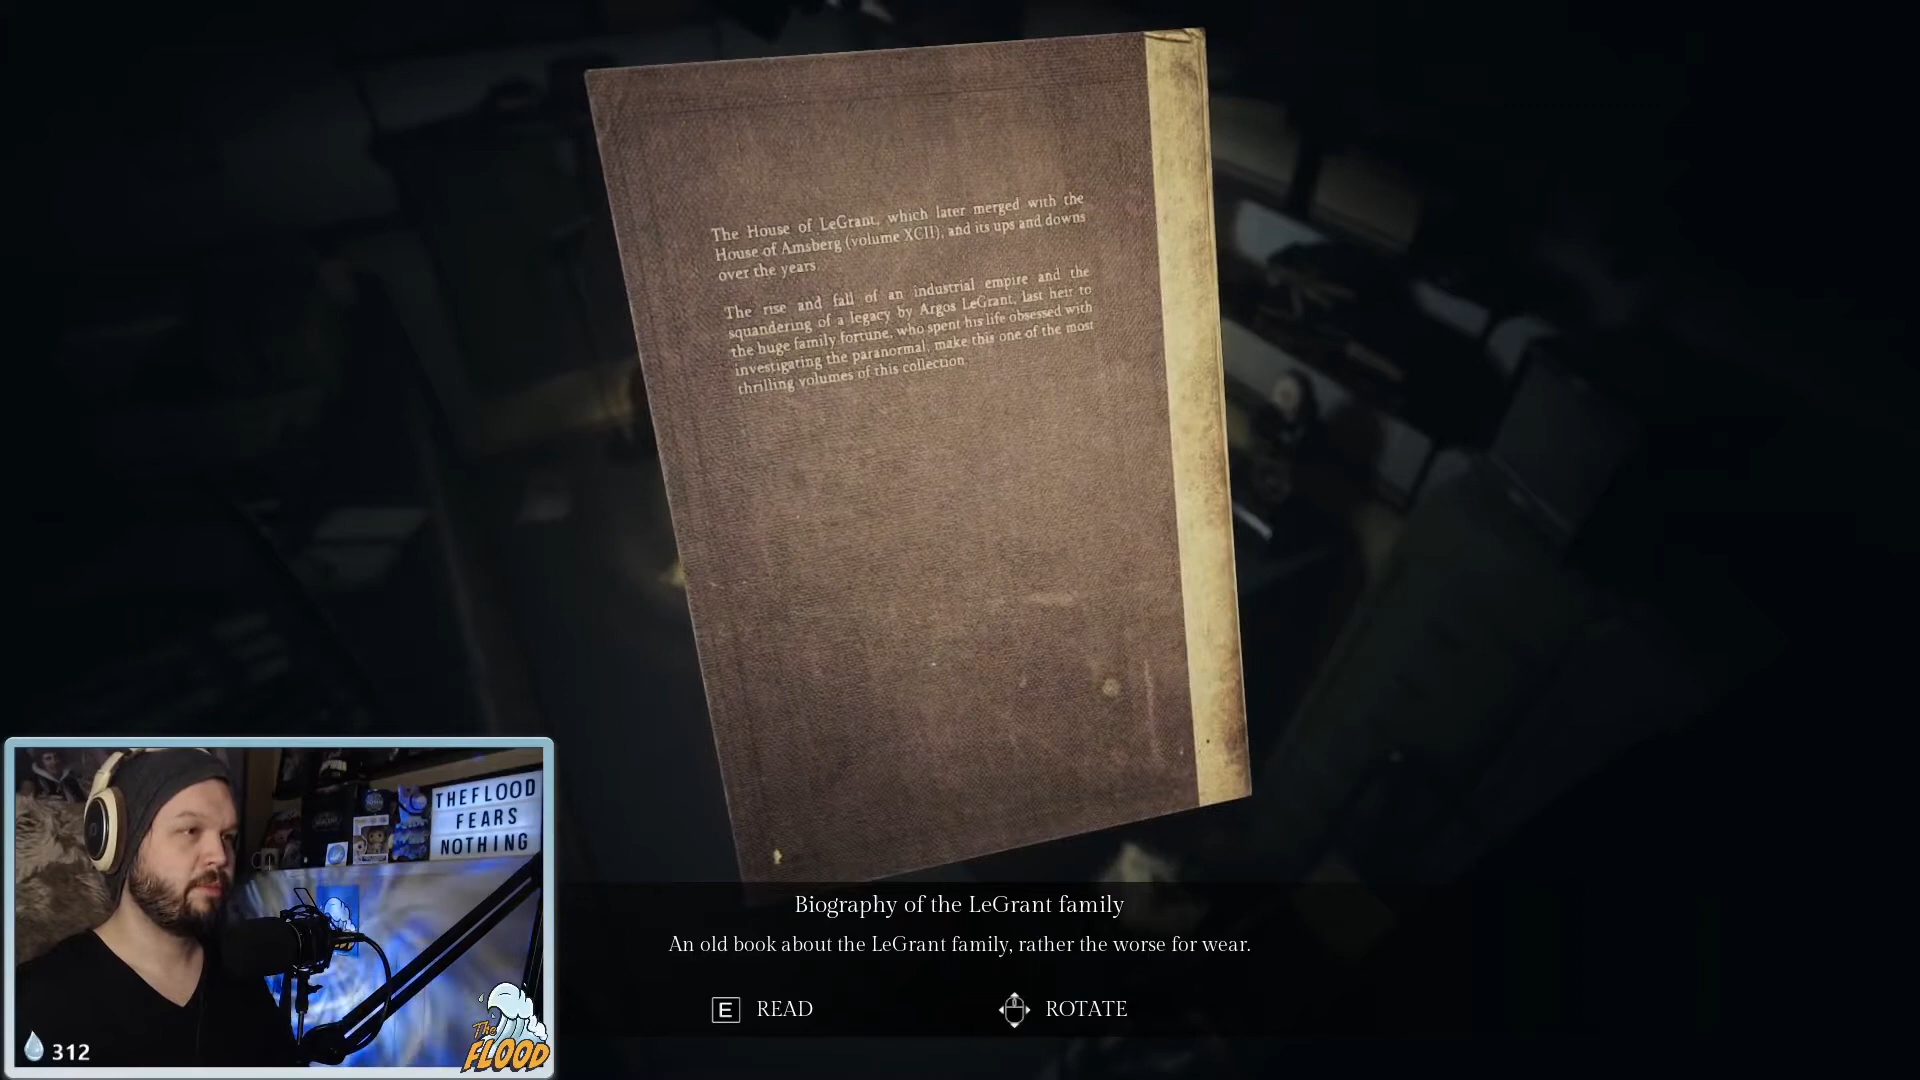 The House of LeGrant, which later merged with the
House of Amsberg (volume XCII), and its ups and downs
over the years.
The rise and fall of an industrial empire and the
squandering of a legacy by Argos LeGrant, last heir to
the huge family fortune, who spent his life obsessed with
investigating the paranormal, make this one of the most
thrilling volumes of this collection.
THEFLOOD
FEARS
NOTHING
The
FLOOD
312
Biography of the LeGrant family
An old book about the LeGrant family, rather the worse for wear.
E READ
ROTATE